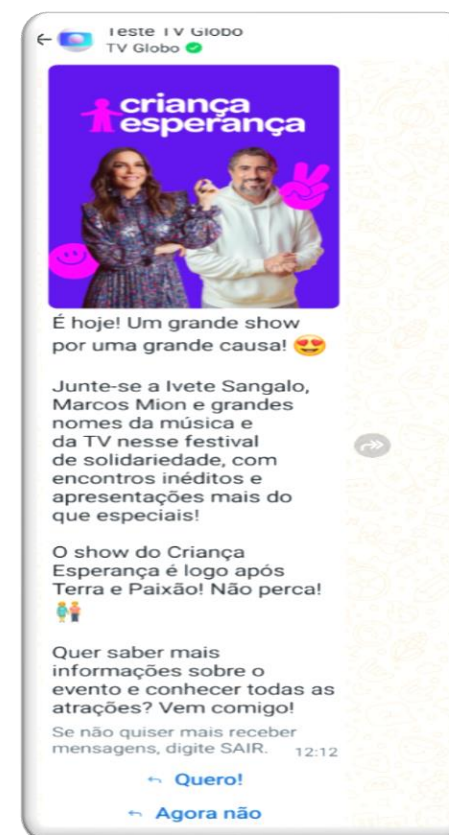 Teste TV Globo
TV Globo
criança
esperança
É hoje! Um grande show
por uma grande causa! 😍
Junte-se a Ivete Sangalo,
Marcos Mion e grandes
nomes da música e
da TV nesse festival
de solidariedade, com
encontros inéditos e
apresentações mais do
que especiais!
O show do Criança
Esperança é logo após
Terra e Paixão! Não perca!
Quer saber mais
informações sobre o
evento e conhecer todas as
atrações? Vem comigo!
Se não quiser mais receber
mensagens, digite SAIR. 12:12
Quero!
Agora não